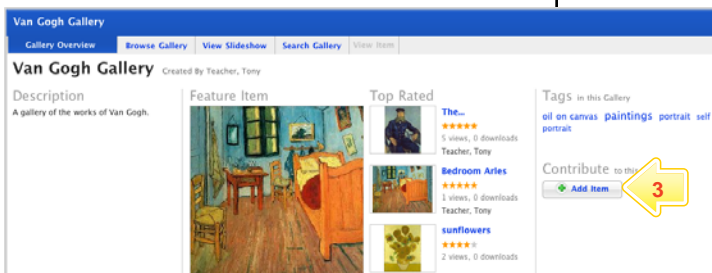 Van Gogh Gallery
Gallery Overview Browse Gallery View Slideshow Search Gallery View Item
Van Gogh Gallery Created By Teacher, Tony
Description
A gallery of the works of Van Gogh.
Feature Item
Top Rated
The...
5 views, 0 downloads
Teacher, Tony
Bedroom Arles
1 views, 0 downloads
Teacher, Tony
sunflowers
2 views, 0 downloads
Tags in this Gallery
oil on canvas paintings portrait self
portrait
Contribute to this
Add Item
3